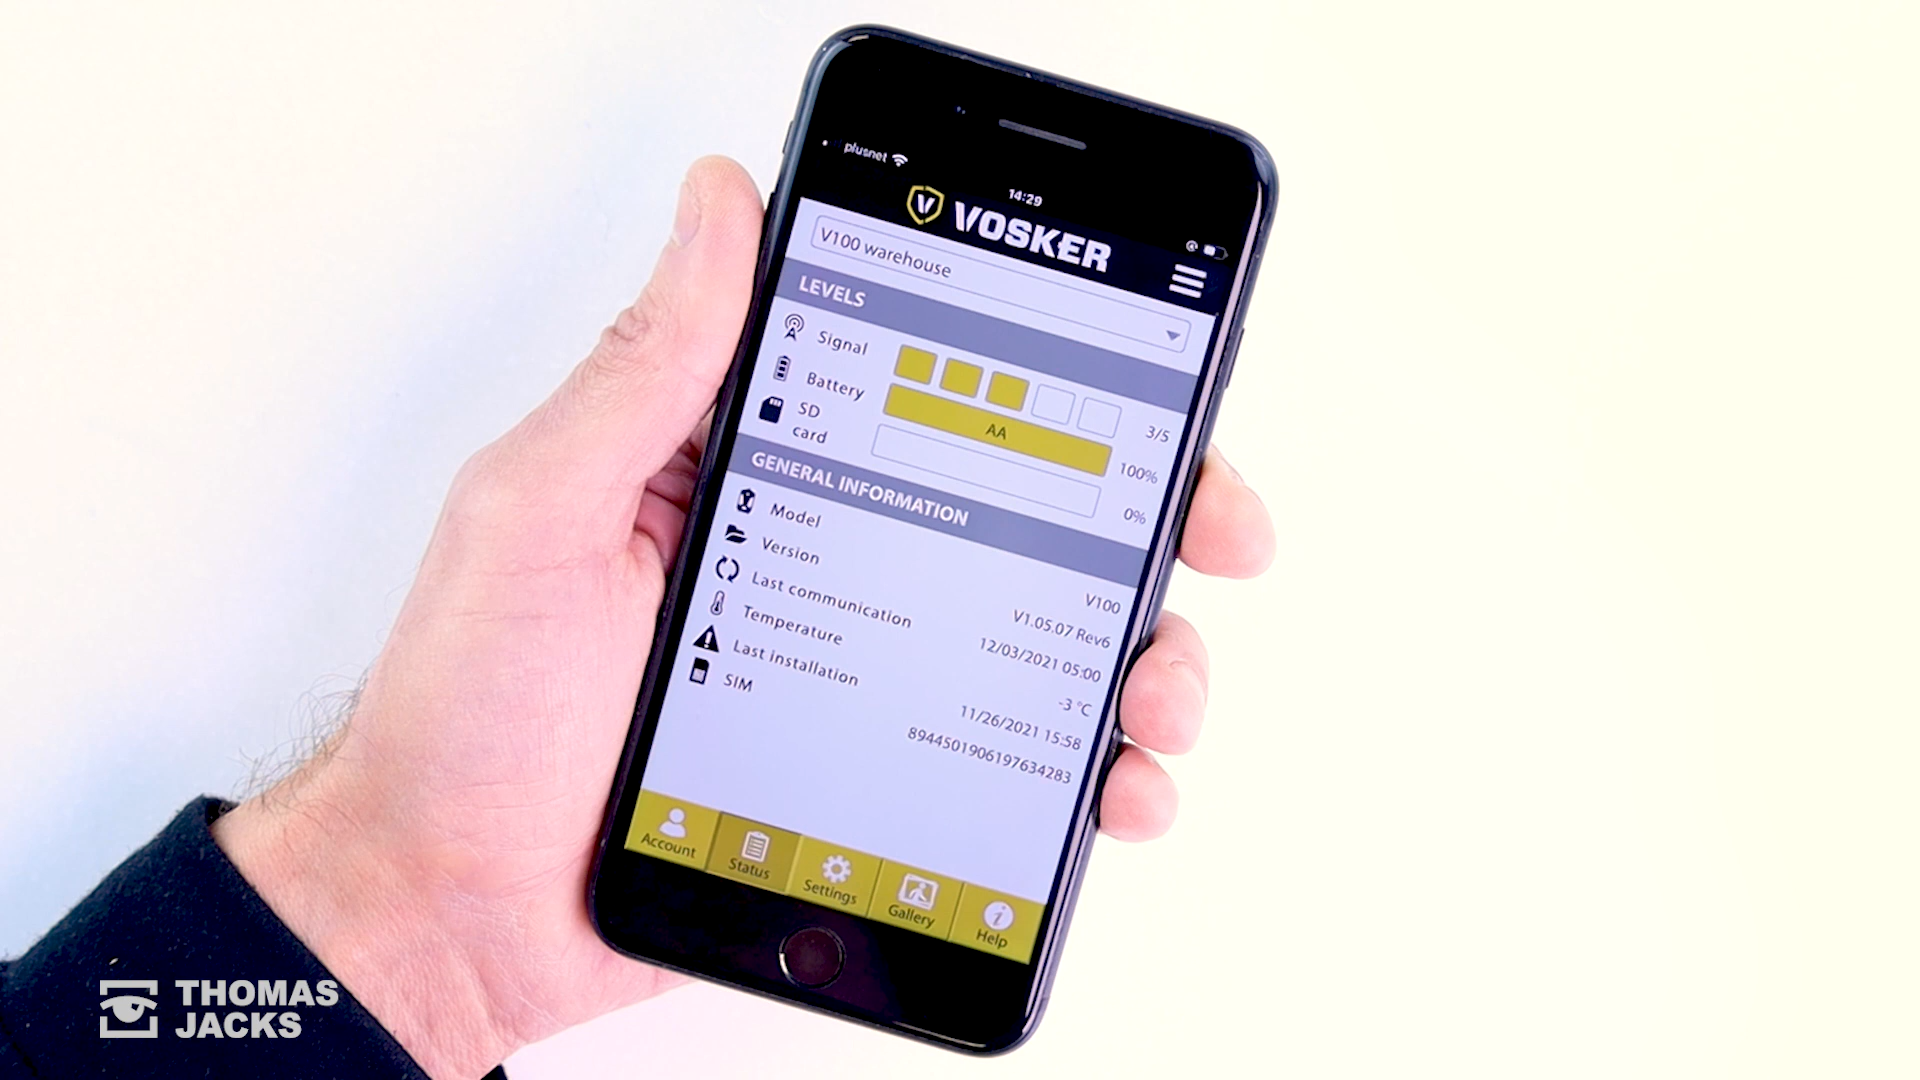 plusnet
14:29
VOSKER
V100 warehouse
LEVELS
Signal
3/5
Battery
AA
100%
SD
card
0%
GENERAL INFORMATION
Model
V100
Version
V1.05.07 Rev6
Last communication
12/03/2021 05:00
Temperature
-3 °C
Last installation
11/26/2021 15:58
SIM
8944501906197634283
Account
Status
Settings
Gallery
Help
THOMAS
JACKS